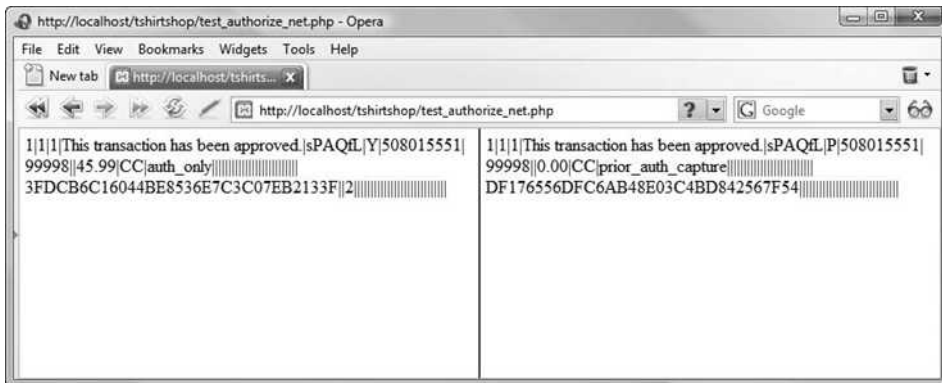 http://localhost/tshirtshop/test_authorize_net.php - Opera
File Edit View Bookmarks Widgets Tools Help
New tab http://localhost/tshirts... X
http://localhost/tshirtshop/test_authorize_net.php ? G Google
1|1|1|This transaction has been approved.|sPAQfL|Y|508015551|
99998||45.99|CC|auth_only|||||||||||||||||||||||
3FDCB6C16044BE8536E7C3C07EB2133F||2|||||||||||||||||||||||||||
1|1|1|This transaction has been approved.|sPAQfL|P|508015551|
99998||0.00|CC|prior_auth_capture|||||||||||||||||||||||
DF176556DFC6AB48E03C4BD842567F54|||||||||||||||||||||||||||||